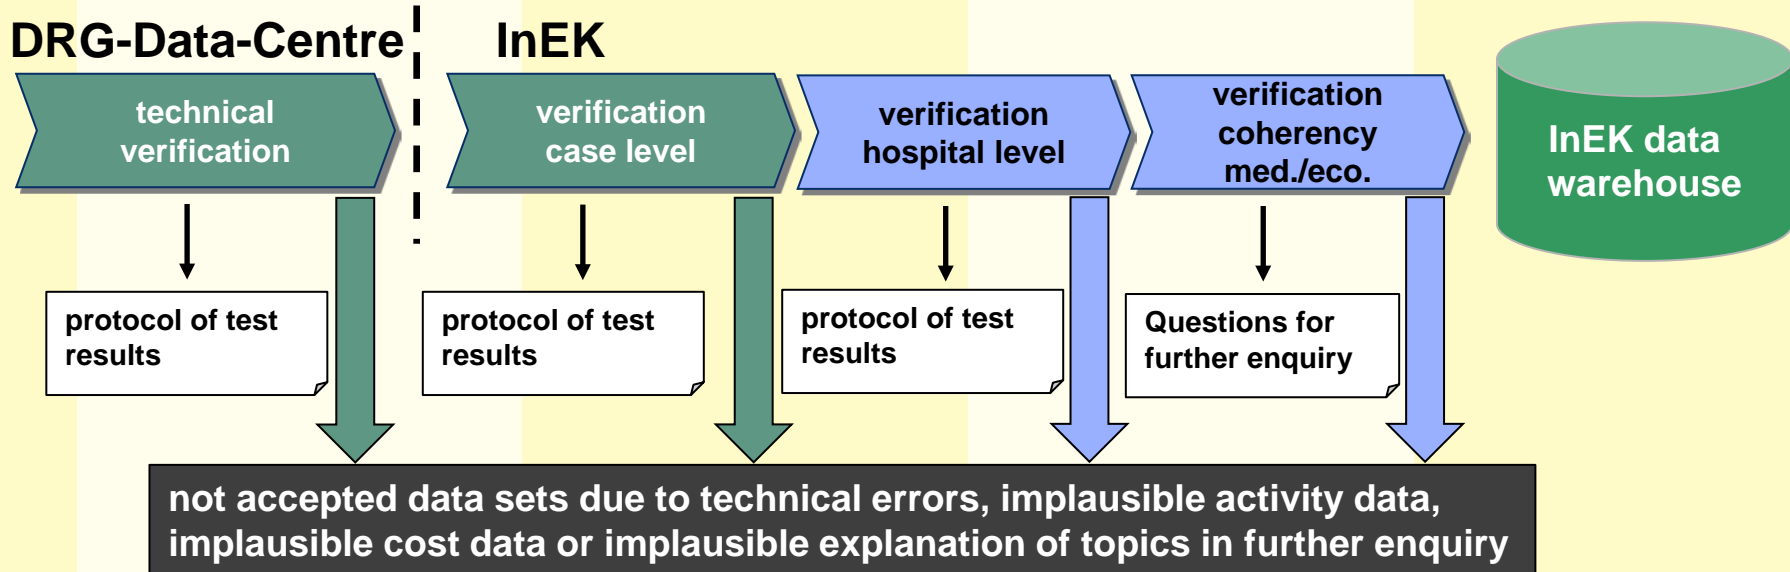 DRG-Data-Centre
InEK
technical
verification
verification
case level
verification
hospital level
verification
coherency
med./eco.
InEK data
warehouse
protocol of test
results
protocol of test
results
protocol of test
results
Questions for
further enquiry
not accepted data sets due to technical errors, implausible activity data,
implausible cost data or implausible explanation of topics in further enquiry